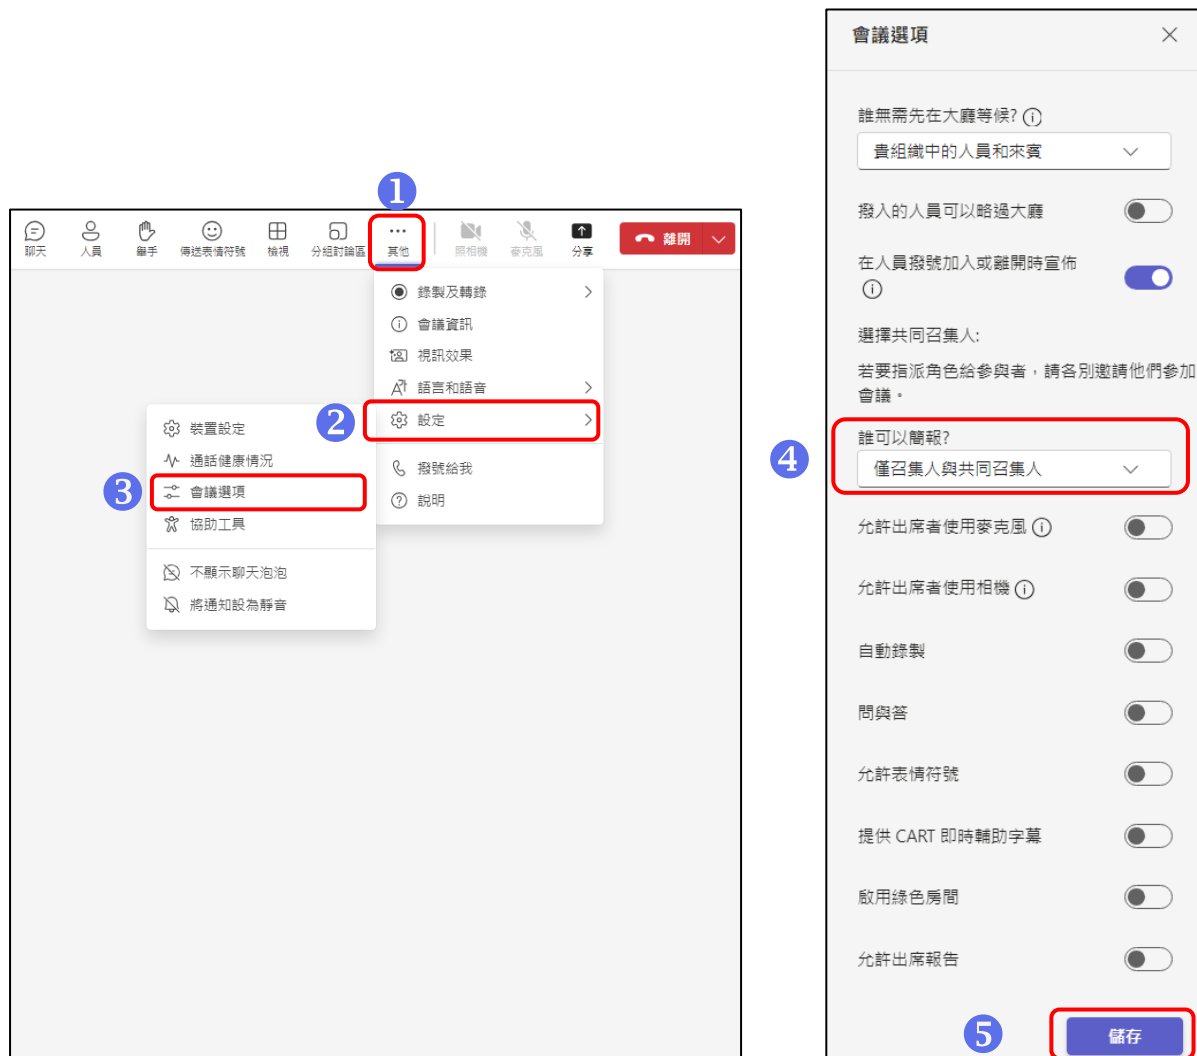 1
聊天
人員
舉手
傳送表情符號
檢視
分組討論區
其他
照相機
麥克風
分享
離開
錄製及轉錄
會議資訊
視訊效果
語言和語音
2
設定
撥號給我
說明
裝置設定
通話健康情況
3
會議選項
協助工具
不顯示聊天泡泡
將通知設為靜音
會議選項
誰無需先在大廳等候?
貴組織中的人員和來賓
撥入的人員可以略過大廳
在人員撥號加入或離開時宣佈
選擇共同召集人:
若要指派角色給參與者，請各別邀請他們參加
會議。
4
誰可以簡報?
僅召集人與共同召集人
允許出席者使用麥克風
允許出席者使用相機
自動錄製
問與答
允許表情符號
提供 CART 即時輔助字幕
啟用綠色房間
允許出席報告
5
儲存